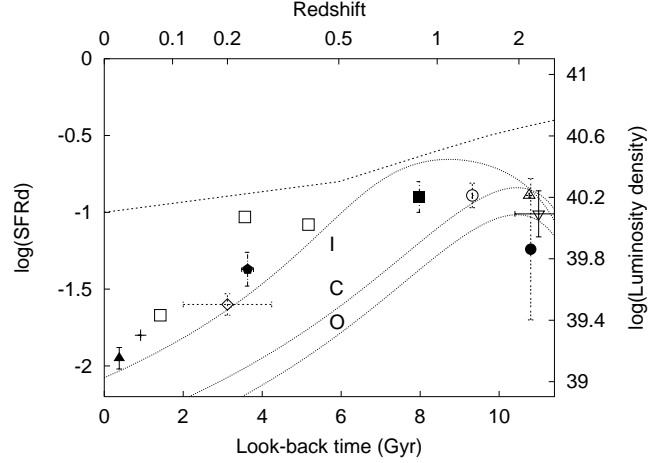 Redshift
0 0.1 0.2 0.5 1 2
0 41
-0.5 40.6
log(SFRd)
-1 40.2
log(Luminosity density)
I
-1.5 39.8
C
O 39.4
-2 39
0 2 4 6 8 10
Look-back time (Gyr)